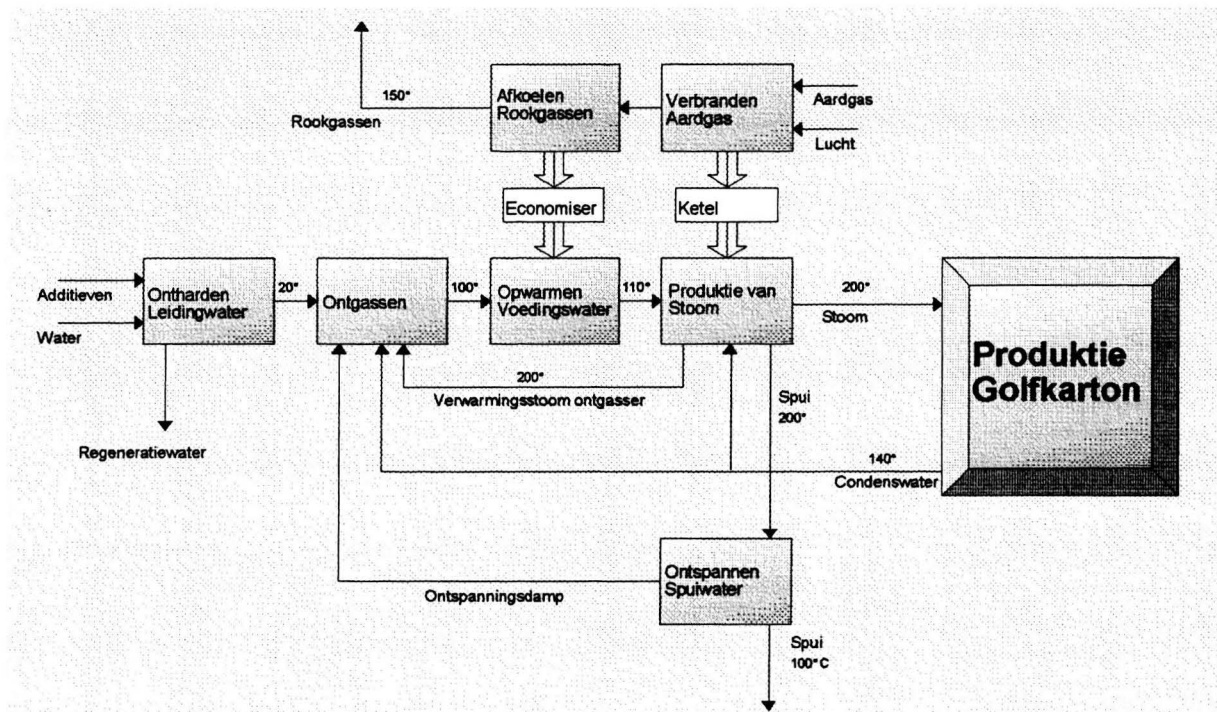 150°
Rookgassen
Afkoelen
Rookgassen
Verbranden
Aardgas
Aardgas
Lucht
Economiser
Ketel
Additieven
Water
Ontharden
Leidingwater
20°
Ontgassen
100°
Opwarmen
Voedingswater
110°
Produktie van
Stoom
200°
Stoom
Produktie
Golfkarton
200°
Verwarmingsstoom ontgasser
Spui
200°
Regeneratiewater
140°
Condenswater
Ontspanningsdamp
Ontspannen
Spuiwater
Spui
100°C